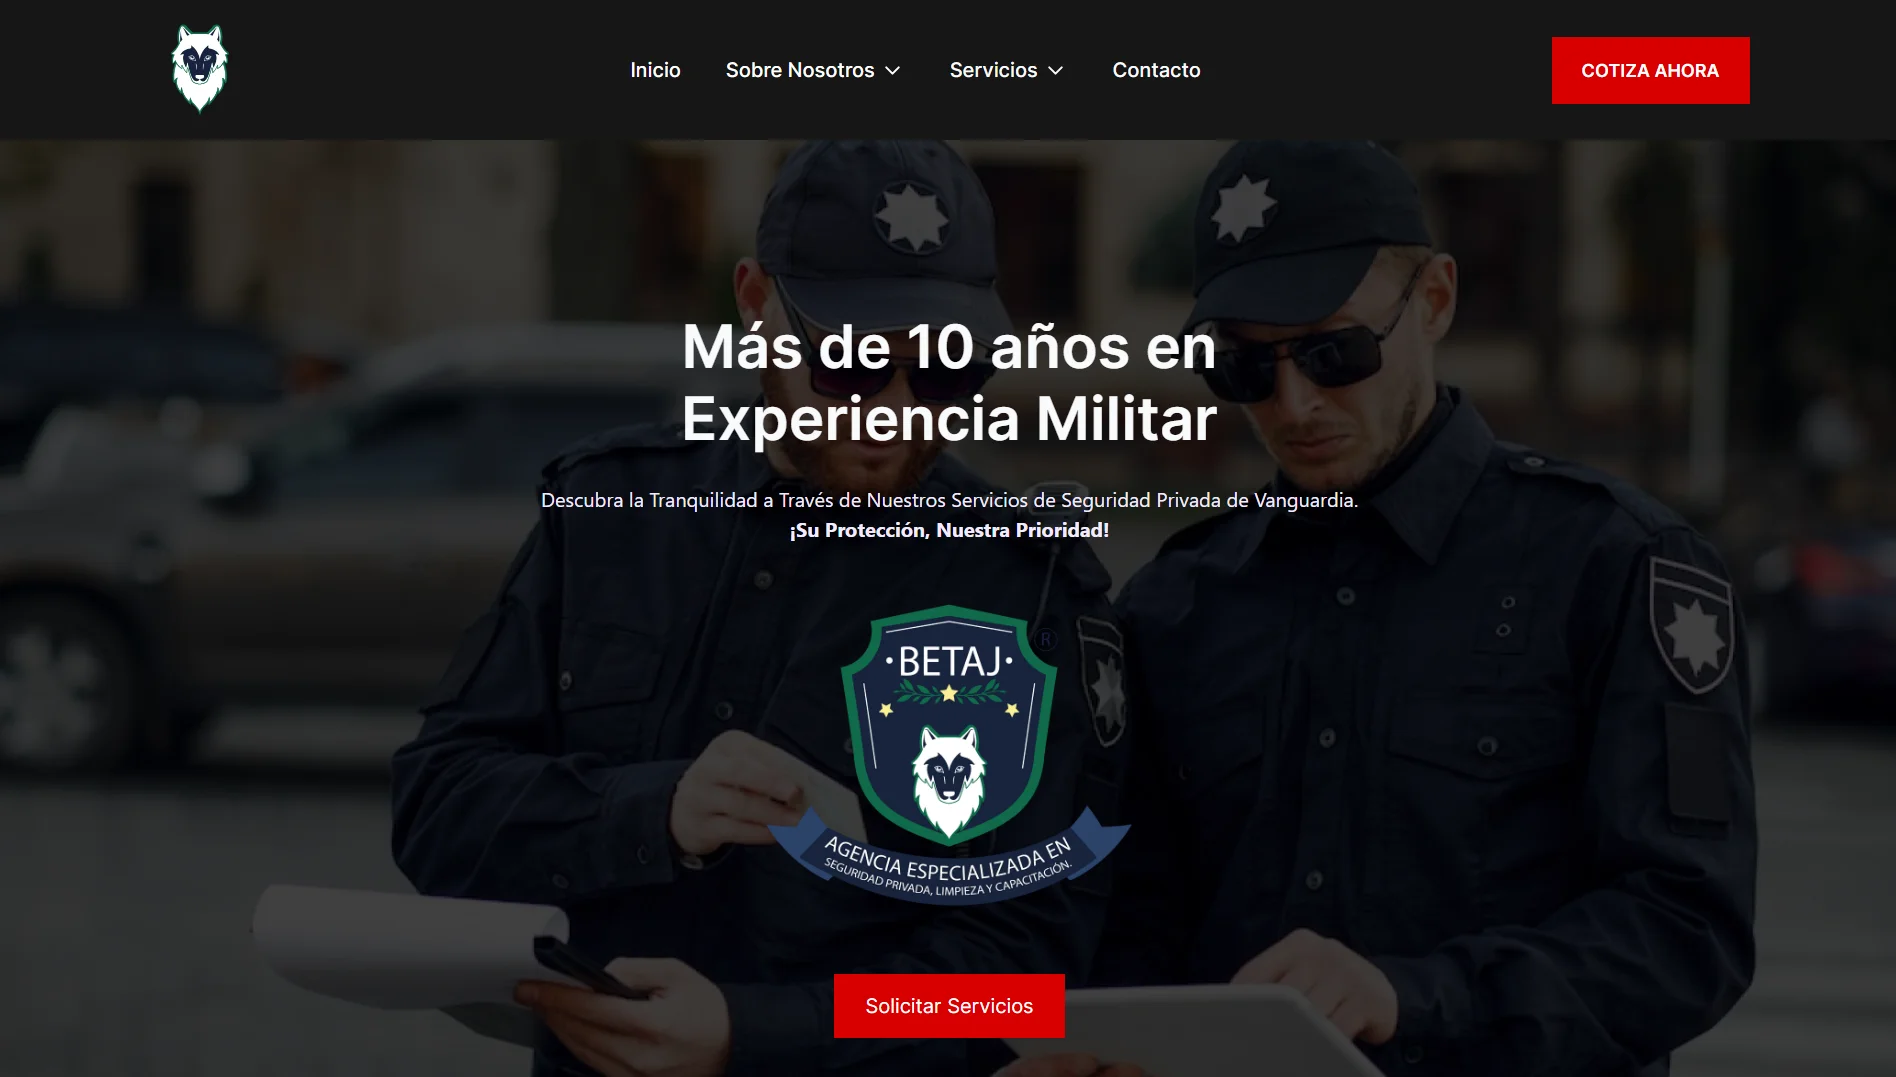 Inicio
Sobre Nosotros
Servicios
Contacto
COTIZA AHORA
Más de 10 años en
Experiencia Militar
Descubra la Tranquilidad a Través de Nuestros Servicios de Seguridad Privada de Vanguardia.
¡Su Protección, Nuestra Prioridad!
®
·BETAJ·
AGENCIA ESPECIALIZADA EN
SEGURIDAD PRIVADA, LIMPIEZA Y CAPACITACIÓN.
Solicitar Servicios